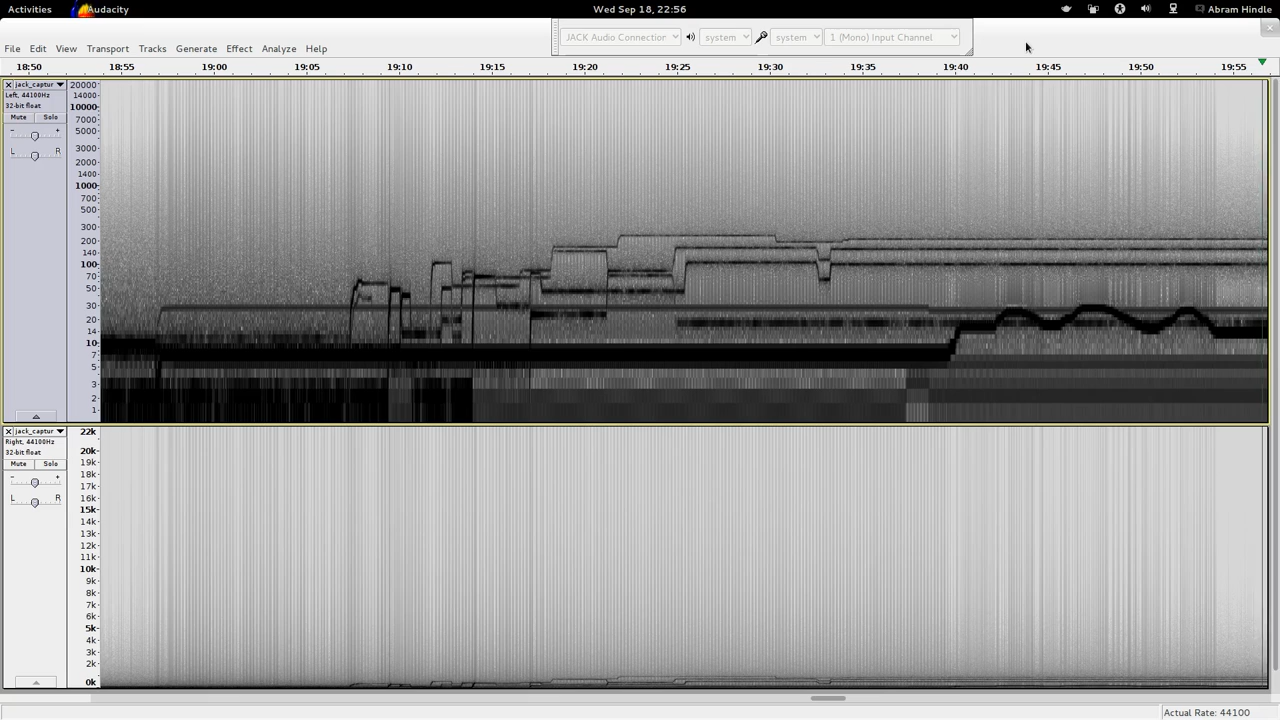 Activities Audacity Wed Sep 18, 22:56 Abram Hindle
File Edit View Transport Tracks Generate Effect Analyze Help JACK Audio Connection system system 1 (Mono) Input Channel
18:50 18:55 19:00 19:05 19:10 19:15 19:20 19:25 19:30 19:35 19:40 19:45 19:50 19:55
jack_captur
Left, 44100Hz
32-bit float
Mute Solo
- +
L R
20000
14000
10000
7000
5000
3000
2000
1400
1000
700
500
300
200
140
100
70
50
30
20
14
10
7
5
3
2
1
jack_captur
Right, 44100Hz
32-bit float
Mute Solo
- +
L R
22k
20k
19k
18k
17k
16k
15k
14k
13k
12k
11k
10k
9k
8k
7k
6k
5k
4k
3k
2k
0k
Actual Rate: 44100